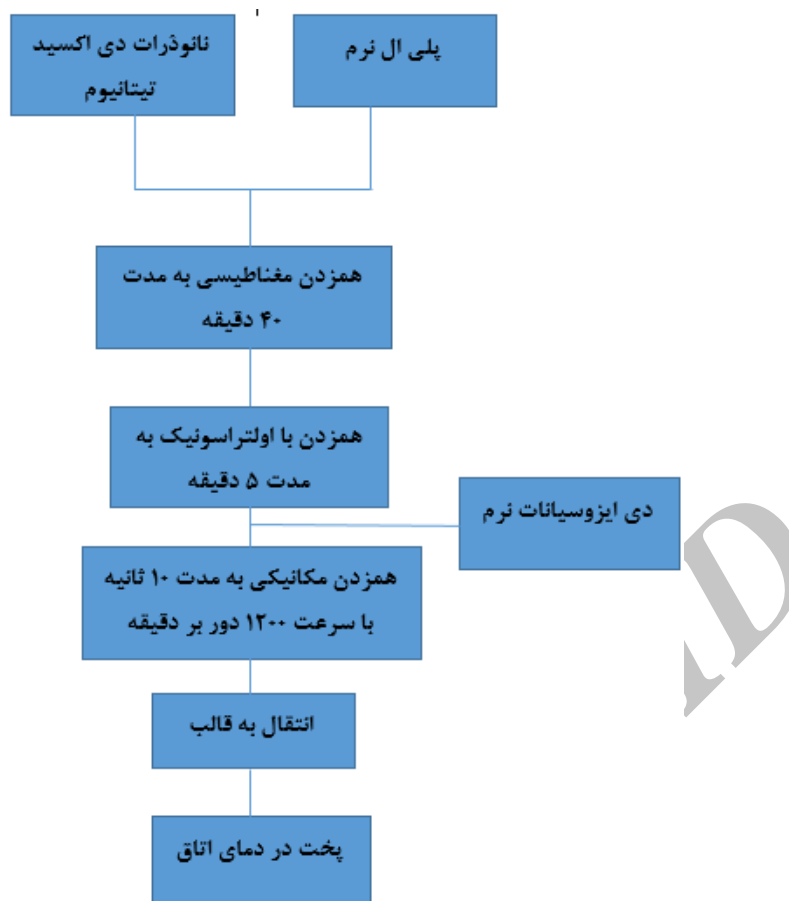 پلی ال نرم
نانوذرات دی اکسید
تیتانیوم
همزدن مغناطیسی به مدت
۴۰ دقیقه
همزدن با اولتراسونیک به
مدت ۵ دقیقه
دی ایزوسیانات نرم
همزدن مکانیکی به مدت ۱۰ ثانیه
با سرعت ۱۲۰۰ دور بر دقیقه
انتقال به قالب
پخت در دمای اتاق